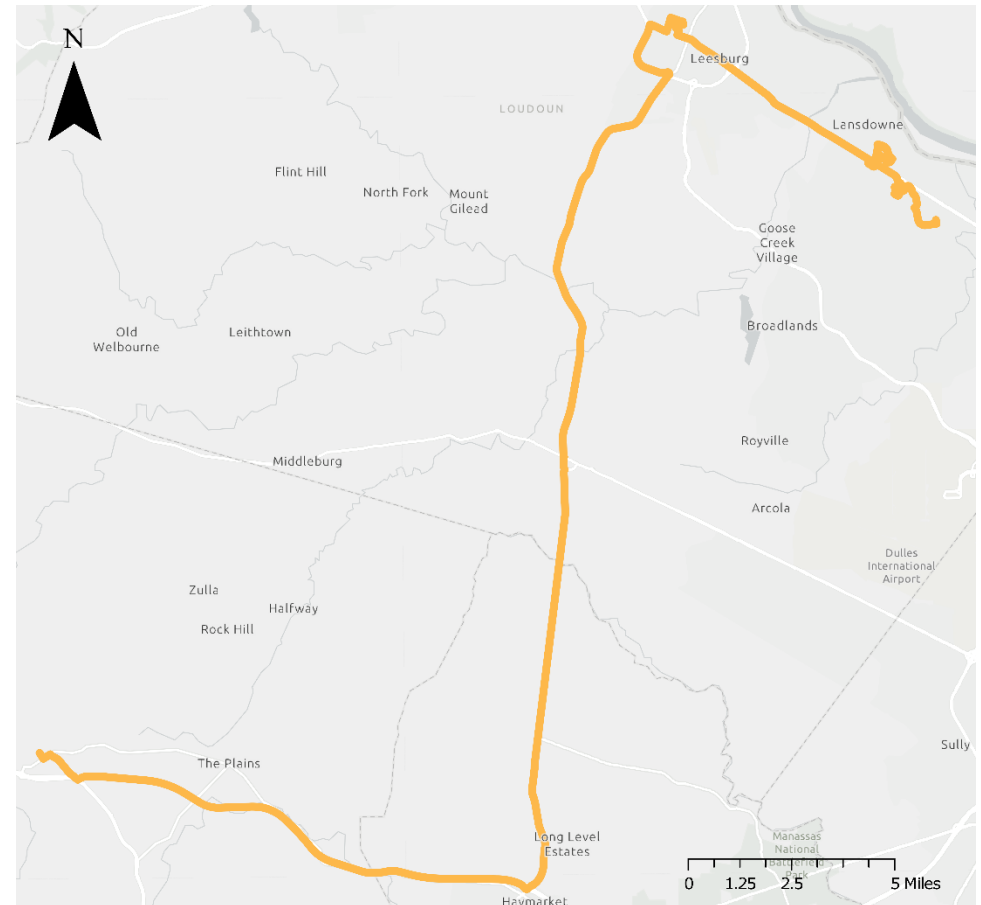 N
Leesburg
LOUDOUN
Lansdowne
Flint Hill
North Fork
Mount
Gilead
Goose
Creek
Village
Old
Welbourne
Leithtown
Broadlands
Middleburg
Royville
Arcola
Dulles
International
Airport
Zulla
Halfway
Rock Hill
Sully
The Plains
Long Level
Estates
Manassas
National
Battlefield
Park
0 1.25 2.5 5 Miles
Haymarket